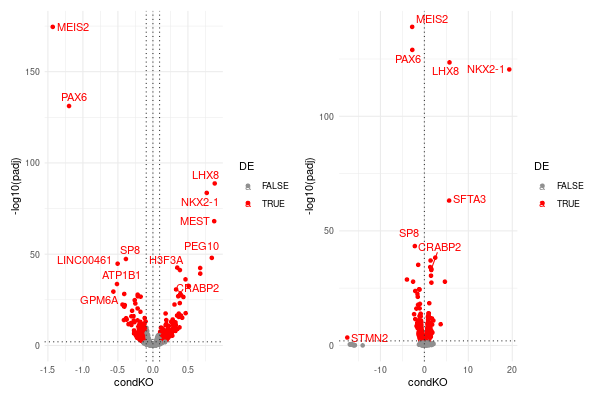 MEIS2
PAX6
LHX8
NKX2-1
MEST
PEG10
SP8
LINC00461
H3F3A
ATP1B1
CRABP2
GPM6A
150
100
50
0
-log10(padj)
-1.5 -1.0 -0.5 0.0 0.5
condKO
DE
a FALSE
a TRUE
MEIS2
PAX6
LHX8
NKX2-1
SFTA3
SP8
CRABP2
STMN2
100
50
0
-log10(padj)
-10 0 10 20
condKO
DE
a FALSE
a TRUE